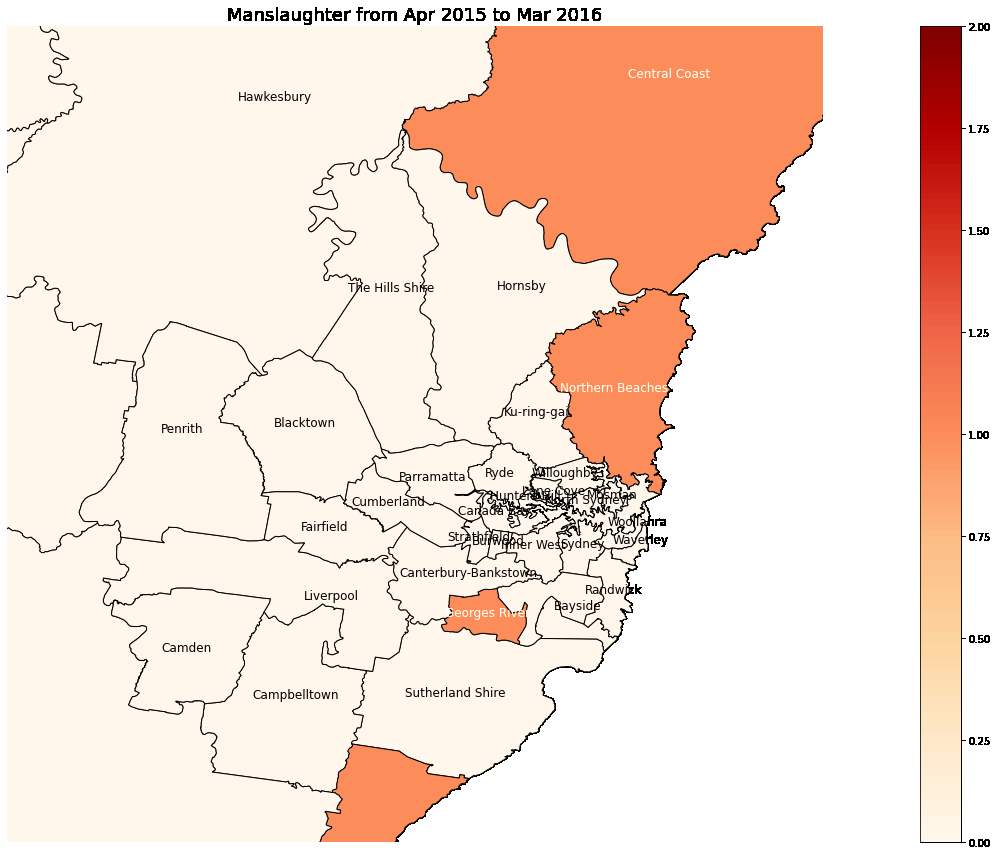 Manslaughter from Apr 2015 to Mar 2016
Central Coast
Hawkesbury
The Hills Shire
Hornsby
Northern Beaches
Ku-ring-gai
Penrith
Blacktown
Parramatta
Ryde
Willoughby
Lane Cove
Mosman
Hunters Hill
North Sydney
Cumberland
Canada Bay
Woollahra
Fairfield
Strathfield
Burwood
Inner West
Sydney
Waverley
Canterbury-Bankstown
Liverpool
Randwick
Bayside
Georges River
Camden
Campbelltown
Sutherland Shire
2.00
1.75
1.50
1.25
1.00
0.75
0.50
0.25
0.00